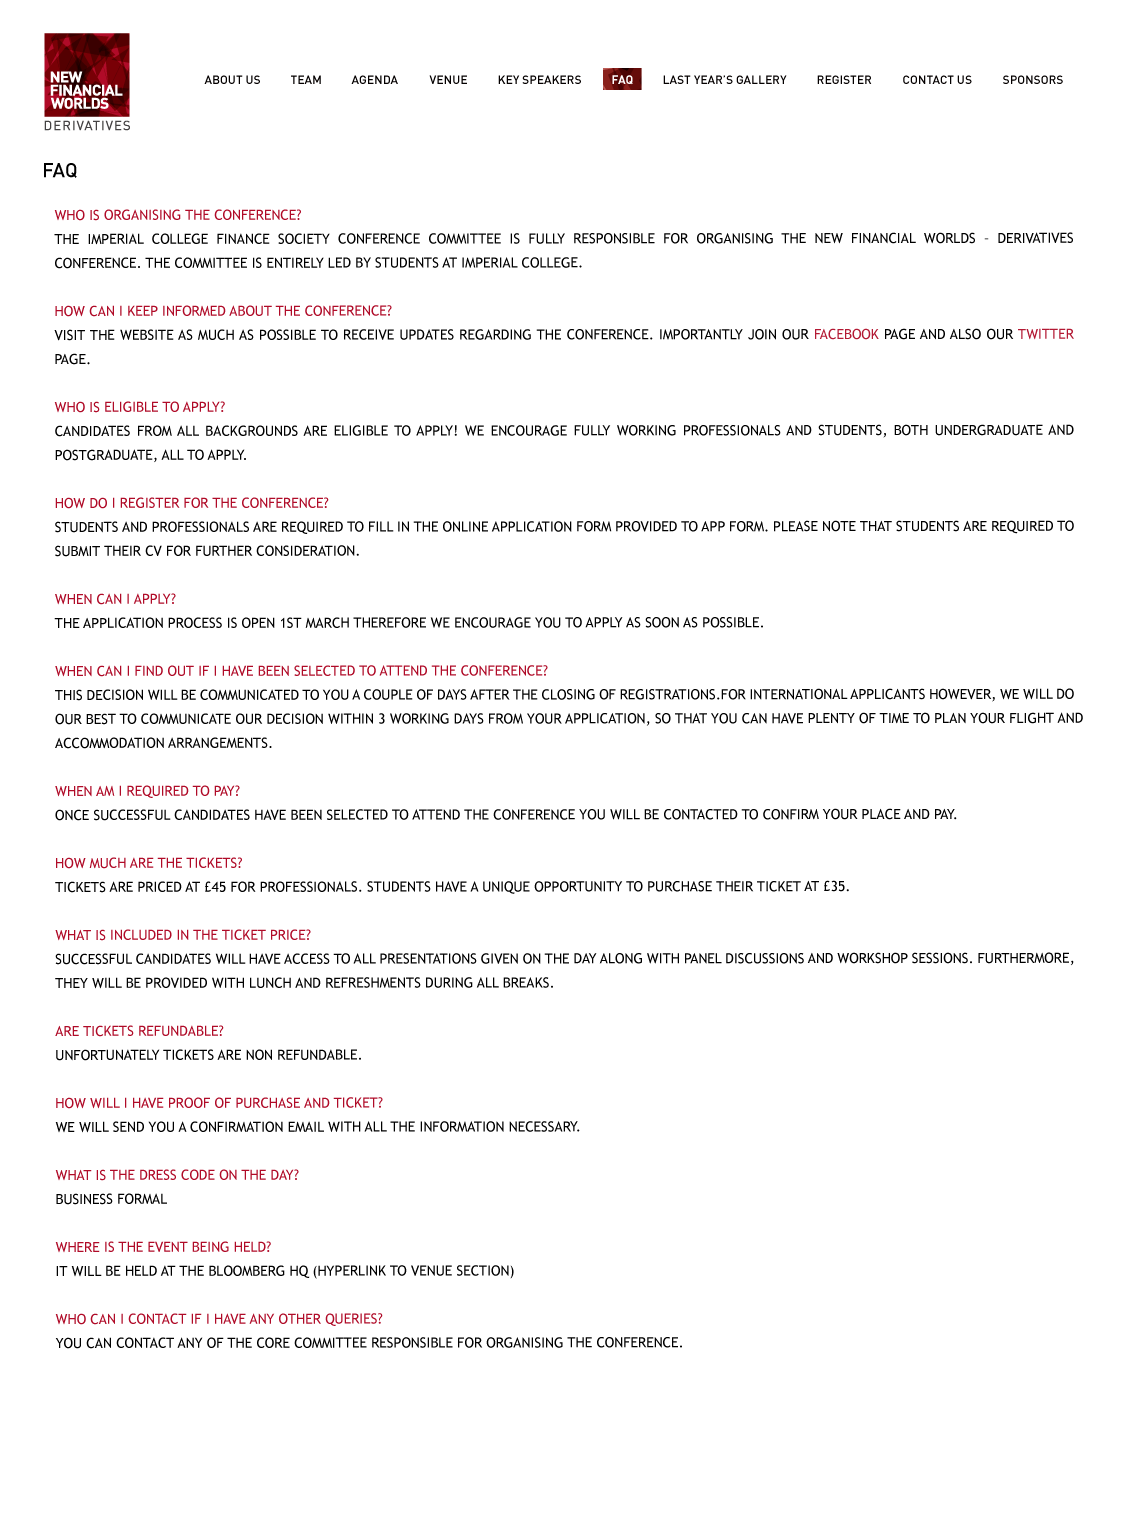 NEW
FINANCIAL
WORLDS
DERIVATIVES
ABOUT US TEAM AGENDA VENUE KEY SPEAKERS FAQ LAST YEAR'S GALLERY REGISTER CONTACT US SPONSORS
FAQ
WHO IS ORGANISING THE CONFERENCE?
THE IMPERIAL COLLEGE FINANCE SOCIETY CONFERENCE COMMITTEE IS FULLY RESPONSIBLE FOR ORGANISING THE NEW FINANCIAL WORLDS - DERIVATIVES
CONFERENCE. THE COMMITTEE IS ENTIRELY LED BY STUDENTS AT IMPERIAL COLLEGE.
HOW CAN I KEEP INFORMED ABOUT THE CONFERENCE?
VISIT THE WEBSITE AS MUCH AS POSSIBLE TO RECEIVE UPDATES REGARDING THE CONFERENCE. IMPORTANTLY JOIN OUR FACEBOOK PAGE AND ALSO OUR TWITTER
PAGE.
WHO IS ELIGIBLE TO APPLY?
CANDIDATES FROM ALL BACKGROUNDS ARE ELIGIBLE TO APPLY! WE ENCOURAGE FULLY WORKING PROFESSIONALS AND STUDENTS, BOTH UNDERGRADUATE AND
POSTGRADUATE, ALL TO APPLY.
HOW DO I REGISTER FOR THE CONFERENCE?
STUDENTS AND PROFESSIONALS ARE REQUIRED TO FILL IN THE ONLINE APPLICATION FORM PROVIDED TO APP FORM. PLEASE NOTE THAT STUDENTS ARE REQUIRED TO
SUBMIT THEIR CV FOR FURTHER CONSIDERATION.
WHEN CAN I APPLY?
THE APPLICATION PROCESS IS OPEN 1ST MARCH THEREFORE WE ENCOURAGE YOU TO APPLY AS SOON AS POSSIBLE.
WHEN CAN I FIND OUT IF I HAVE BEEN SELECTED TO ATTEND THE CONFERENCE?
THIS DECISION WILL BE COMMUNICATED TO YOU A COUPLE OF DAYS AFTER THE CLOSING OF REGISTRATIONS.FOR INTERNATIONAL APPLICANTS HOWEVER, WE WILL DO
OUR BEST TO COMMUNICATE OUR DECISION WITHIN 3 WORKING DAYS FROM YOUR APPLICATION, SO THAT YOU CAN HAVE PLENTY OF TIME TO PLAN YOUR FLIGHT AND
ACCOMMODATION ARRANGEMENTS.
WHEN AM I REQUIRED TO PAY?
ONCE SUCCESSFUL CANDIDATES HAVE BEEN SELECTED TO ATTEND THE CONFERENCE YOU WILL BE CONTACTED TO CONFIRM YOUR PLACE AND PAY.
HOW MUCH ARE THE TICKETS?
TICKETS ARE PRICED AT £45 FOR PROFESSIONALS. STUDENTS HAVE A UNIQUE OPPORTUNITY TO PURCHASE THEIR TICKET AT £35.
WHAT IS INCLUDED IN THE TICKET PRICE?
SUCCESSFUL CANDIDATES WILL HAVE ACCESS TO ALL PRESENTATIONS GIVEN ON THE DAY ALONG WITH PANEL DISCUSSIONS AND WORKSHOP SESSIONS. FURTHERMORE,
THEY WILL BE PROVIDED WITH LUNCH AND REFRESHMENTS DURING ALL BREAKS.
ARE TICKETS REFUNDABLE?
UNFORTUNATELY TICKETS ARE NON REFUNDABLE.
HOW WILL I HAVE PROOF OF PURCHASE AND TICKET?
WE WILL SEND YOU A CONFIRMATION EMAIL WITH ALL THE INFORMATION NECESSARY.
WHAT IS THE DRESS CODE ON THE DAY?
BUSINESS FORMAL
WHERE IS THE EVENT BEING HELD?
IT WILL BE HELD AT THE BLOOMBERG HQ (HYPERLINK TO VENUE SECTION)
WHO CAN I CONTACT IF I HAVE ANY OTHER QUERIES?
YOU CAN CONTACT ANY OF THE CORE COMMITTEE RESPONSIBLE FOR ORGANISING THE CONFERENCE.